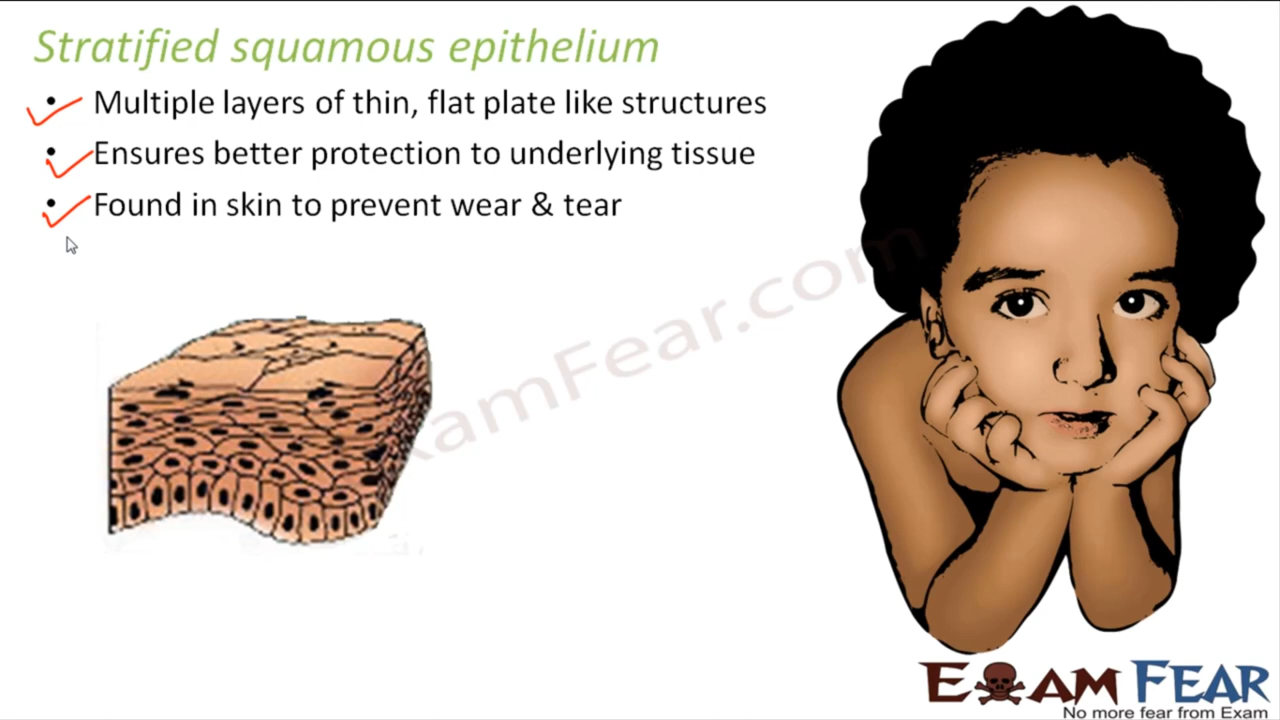 Stratified squamous epithelium
• Multiple layers of thin, flat plate like structures
• Ensures better protection to underlying tissue
• Found in skin to prevent wear & tear
ExamFear.com
EXAM FEAR
No more fear from Exam